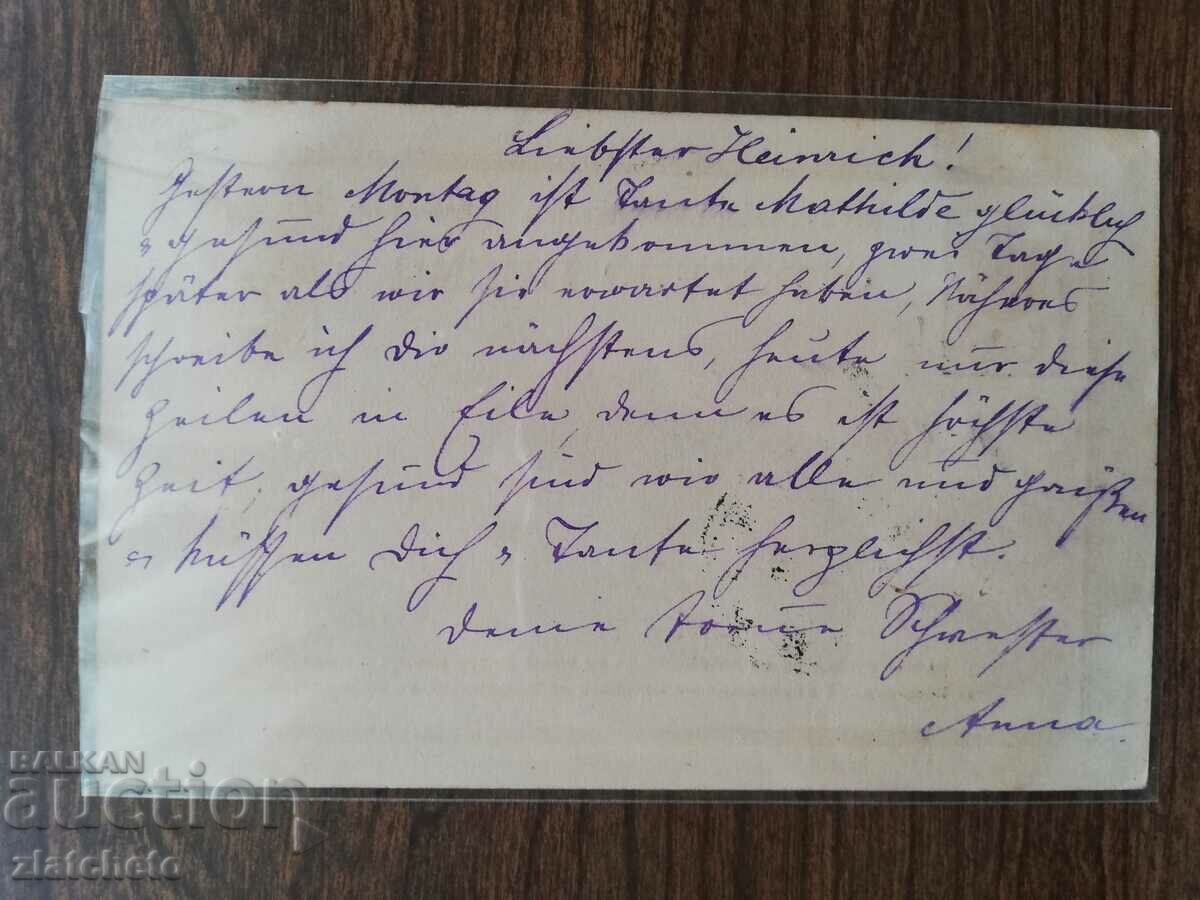 Liebster Heinrich!
Gestern Montag ist Tante Mathilde glücklich
u gesund hier angekommen, zwei Tage
später als wir sie erwartet haben, Näheres
schreibe ich dir nächstens, heute nur diese
Zeilen in Eile, denn es ist höchste
Zeit, gesund sind wir alle und grüßen
u küssen dich u Tante herzlichst.
deine treue Schwester
Anna.
BALKAN
auction
zlatcheto